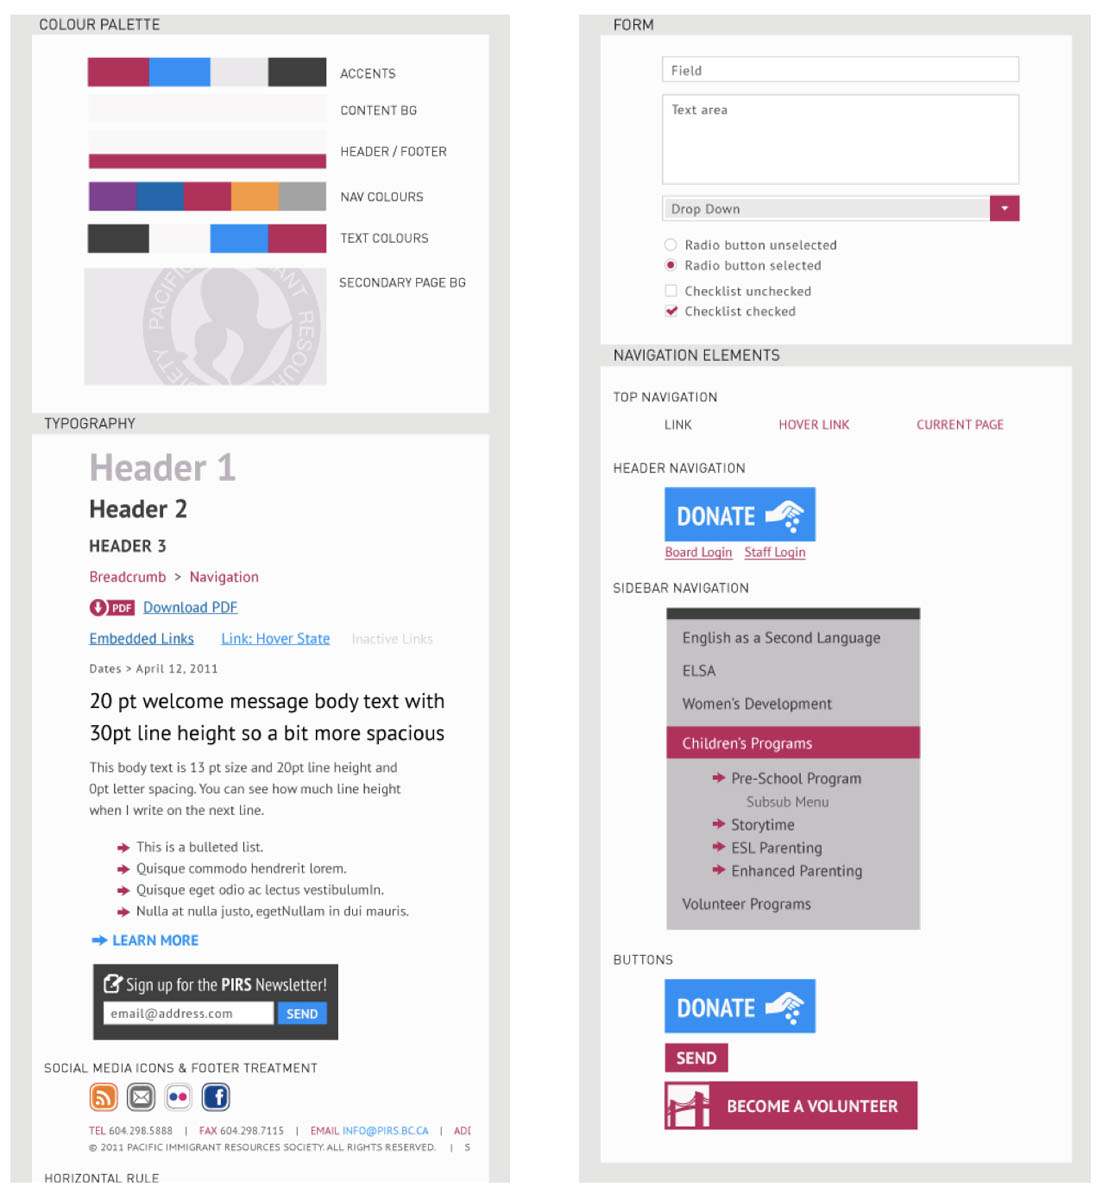 COLOUR PALETTE
ACCENTS
CONTENT BG
HEADER / FOOTER
NAV COLOURS
TEXT COLOURS
SECONDARY PAGE BG
PACIFIC
ANT RESOU
SOCIETY
TYPOGRAPHY
Header 1
Header 2
HEADER 3
Breadcrumb > Navigation
PDF Download PDF
Embedded Links Link: Hover State Inactive Links
Dates > April 12, 2011
20 pt welcome message body text with
30pt line height so a bit more spacious
This body text is 13 pt size and 20pt line height and
0pt letter spacing. You can see how much line height
when I write on the next line.
This is a bulleted list.
Quisque commodo hendrerit lorem.
Quisque eget odio ac lectus vestibulumIn.
Nulla at nulla justo, egetNullam in dui mauris.
LEARN MORE
Sign up for the PIRS Newsletter!
email@address.com SEND
SOCIAL MEDIA ICONS & FOOTER TREATMENT
TEL 604.298.5888 | FAX 604.298.7115 | EMAIL INFO@PIRS.BC.CA | ADD
© 2011 PACIFIC IMMIGRANT RESOURCES SOCIETY. ALL RIGHTS RESERVED. | S
HORIZONTAL RULE
FORM
Field
Text area
Drop Down
Radio button unselected
Radio button selected
Checklist unchecked
Checklist checked
NAVIGATION ELEMENTS
TOP NAVIGATION
LINK HOVER LINK CURRENT PAGE
HEADER NAVIGATION
DONATE
Board Login Staff Login
SIDEBAR NAVIGATION
English as a Second Language
ELSA
Women's Development
Children's Programs
Pre-School Program
Subsub Menu
Storytime
ESL Parenting
Enhanced Parenting
Volunteer Programs
BUTTONS
DONATE
SEND
BECOME A VOLUNTEER